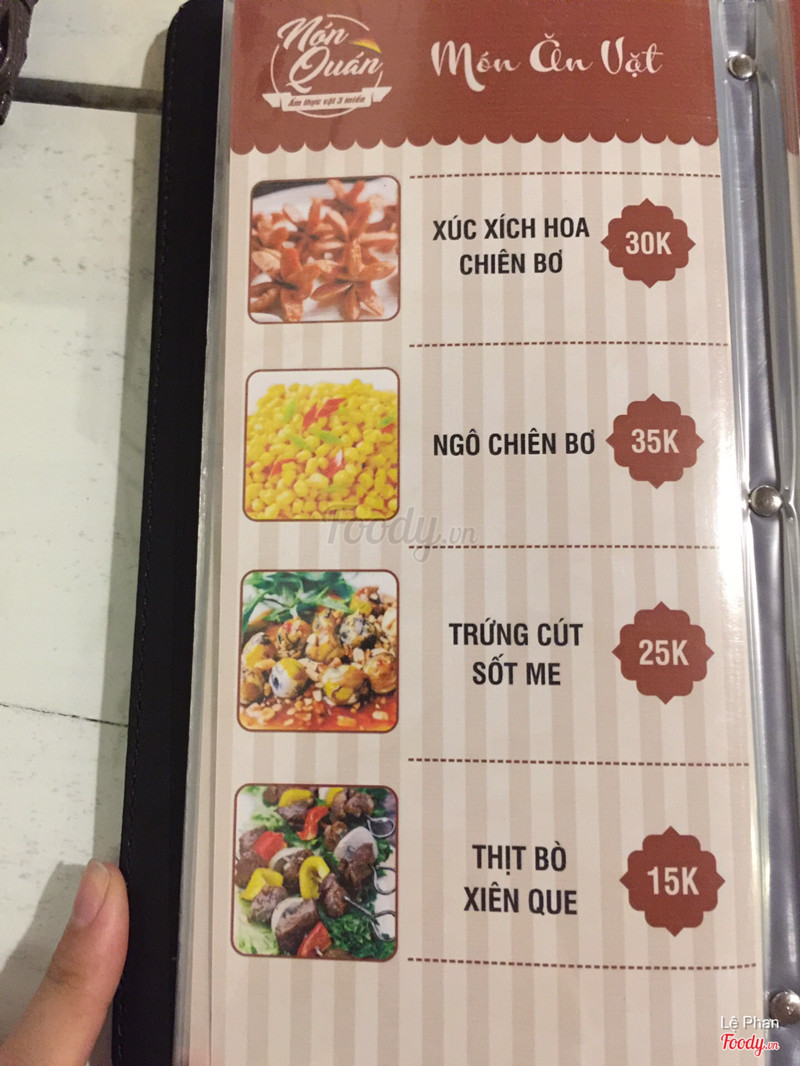 Nón
Quán
Ẩm thực vặt 3 miền
Món Ăn Vặt
XÚC XÍCH HOA
CHIÊN BƠ
30K
NGÔ CHIÊN BƠ
35K
Foody.vn
TRỨNG CÚT
SỐT ME
25K
THỊT BÒ
XIÊN QUE
15K
Lệ Phan
Foody.vn